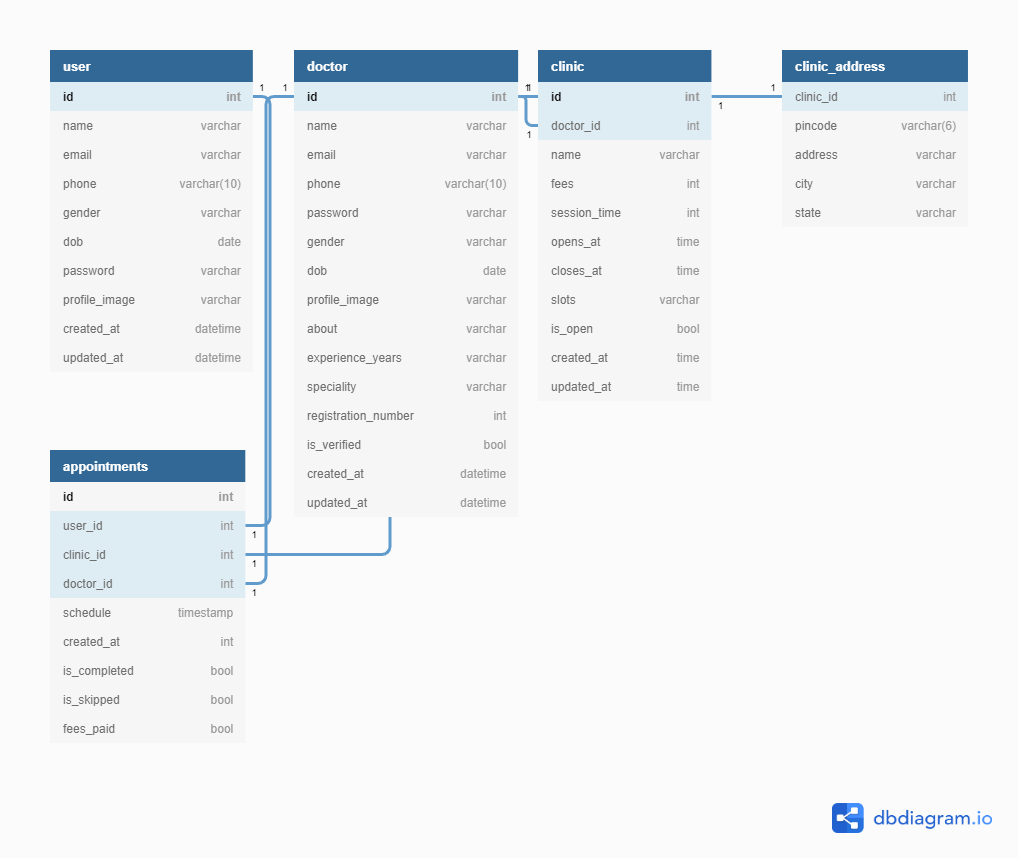 user
id int
name varchar
email varchar
phone varchar(10)
gender varchar
dob date
password varchar
profile_image varchar
created_at datetime
updated_at datetime
1
1
doctor
id int
name varchar
email varchar
phone varchar(10)
password varchar
gender varchar
dob date
profile_image varchar
about varchar
experience_years varchar
speciality varchar
registration_number int
is_verified bool
created_at datetime
updated_at datetime
1
1
1
clinic
id int
doctor_id int
name varchar
fees int
session_time int
opens_at time
closes_at time
slots varchar
is_open bool
created_at time
updated_at time
1
1
clinic_address
clinic_id int
pincode varchar(6)
address varchar
city varchar
state varchar
appointments
id int
user_id int
clinic_id int
doctor_id int
schedule timestamp
created_at int
is_completed bool
is_skipped bool
fees_paid bool
1
1
1
dbdiagram.io